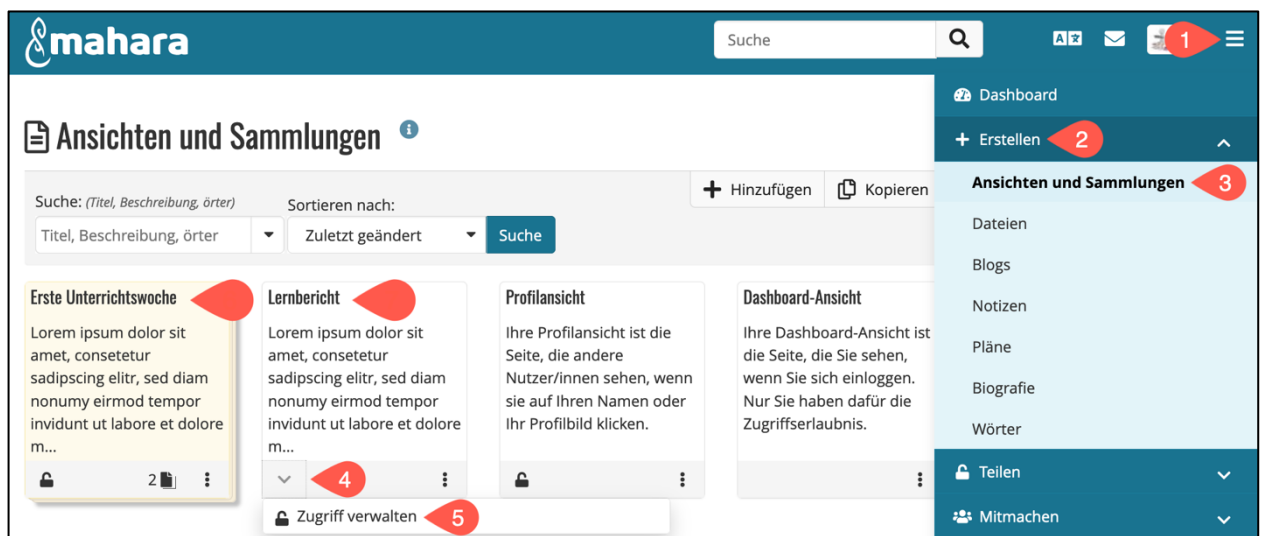 mahara
Suche
1
Dashboard
Ansichten und Sammlungen
Erstellen 2
Ansichten und Sammlungen 3
Hinzufügen Kopieren
Suche: (Titel, Beschreibung, örter)
Sortieren nach:
Titel, Beschreibung, örter
Zuletzt geändert
Suche
Dateien
Blogs
Notizen
Pläne
Biografie
Wörter
Teilen
Mitmachen
Erste Unterrichtswoche
Lorem ipsum dolor sit
amet, consetetur
sadipscing elitr, sed diam
nonumy eirmod tempor
invidunt ut labore et dolore
m...
2
Lernbericht
Lorem ipsum dolor sit
amet, consetetur
sadipscing elitr, sed diam
nonumy eirmod tempor
invidunt ut labore et dolore
m...
4
Zugriff verwalten 5
Profilansicht
Ihre Profilansicht ist die
Seite, die andere
Nutzer/innen sehen, wenn
sie auf Ihren Namen oder
Ihr Profilbild klicken.
Dashboard-Ansicht
Ihre Dashboard-Ansicht ist
die Seite, die Sie sehen,
wenn Sie sich einloggen.
Nur Sie haben dafür die
Zugriffserlaubnis.